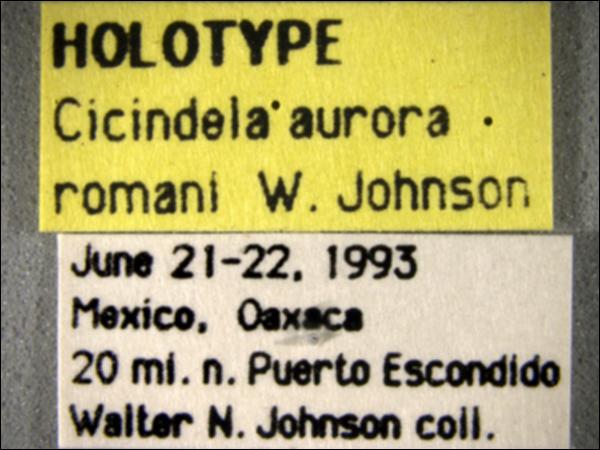 HOLOTYPE
Cicindela aurora
romani W. Johnson
June 21-22, 1993
Mexico, Oaxaca
20 mi. n. Puerto Escondido
Walter N. Johnson coll.